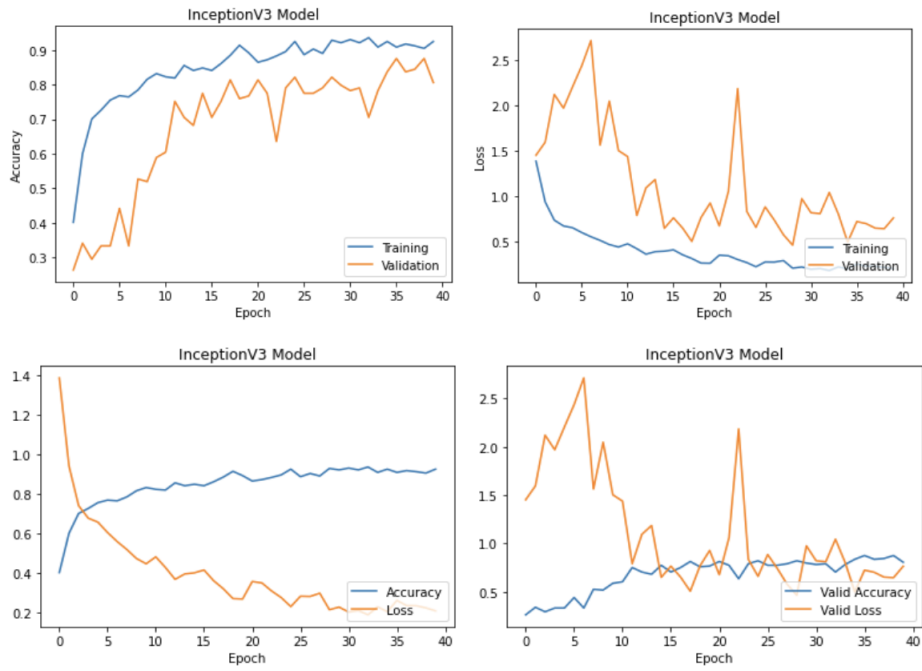 InceptionV3 Model
0.9
0.8
0.7
0.6
0.5
0.4
0.3
Accuracy
Training
Validation
0 5 10 15 20 25 30 35 40
Epoch
InceptionV3 Model
2.5
2.0
1.5
1.0
0.5
Loss
Training
Validation
0 5 10 15 20 25 30 35 40
Epoch
InceptionV3 Model
1.4
1.2
1.0
0.8
0.6
0.4
0.2
Accuracy
Loss
0 5 10 15 20 25 30 35 40
Epoch
InceptionV3 Model
2.5
2.0
1.5
1.0
0.5
Valid Accuracy
Valid Loss
0 5 10 15 20 25 30 35 40
Epoch